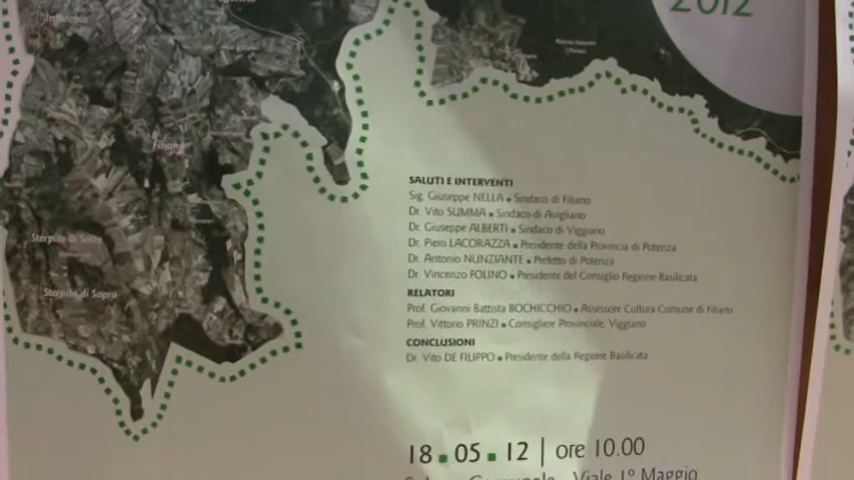 2012
Filiano
Sterpito di Sotto
Sterpito di Sopra
SALUTI E INTERVENTI
Sig. Giuseppe NELLA ▪ Sindaco di Filiano
Dr. Vito SUMMA ▪ Sindaco di Avigliano
Dr. Giuseppe ALBERTI ▪ Sindaco di Viggiano
Dr. Piero LACORAZZA ▪ Presidente della Provincia di Potenza
Dr. Antonio NUNZIANTE ▪ Prefetto di Potenza
Dr. Vincenzo FOLINO ▪ Presidente del Consiglio Regione Basilicata
RELATORI
Prof. Giovanni Battista BOCHICCHIO ▪ Assessore Cultura Comune di Filiano
Prof. Vittorio PRINZI ▪ Consigliere Provinciale, Viggiano
CONCLUSIONI
Dr. Vito DE FILIPPO ▪ Presidente della Regione Basilicata
18 ▪ 05 ▪ 12 | ore 10.00
Viale 1° Maggio